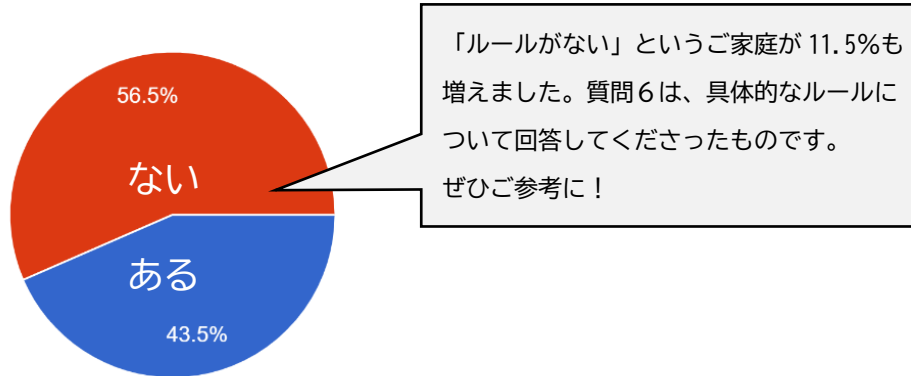 56.5%
ない
ある
43.5%
「ルールがない」というご家庭が 11.5%も
増えました。質問６は、具体的なルールに
ついて回答してくださったものです。
ぜひご参考に！